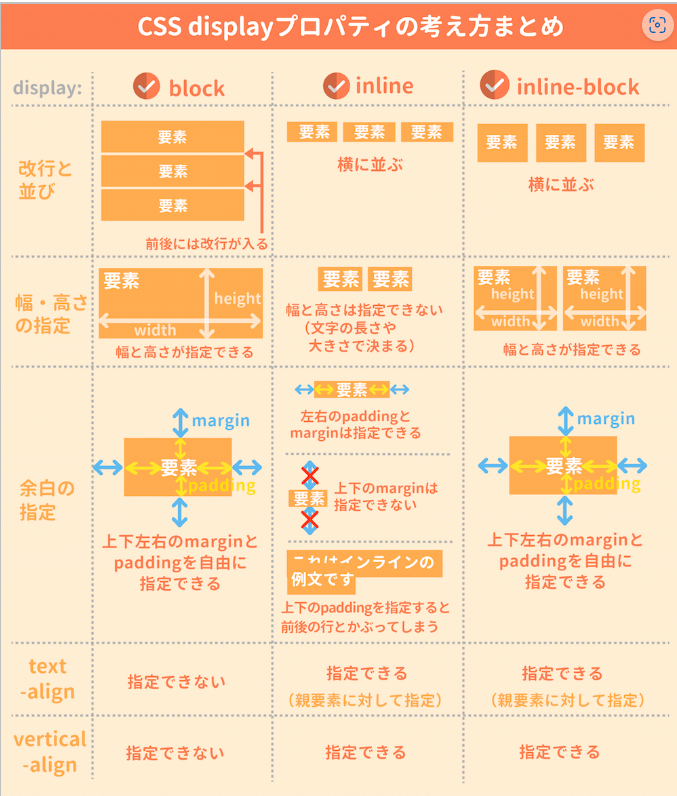 CSS displayプロパティの考え方まとめ
display:
block
inline
inline-block
改行と
並び
要素
要素
要素
前後には改行が入る
要素 要素 要素
横に並ぶ
要素 要素 要素
横に並ぶ
幅・高さ
の指定
要素
height
width
幅と高さが指定できる
要素 要素
幅と高さは指定できない
（文字の長さや
大きさで決まる）
要素
height
width
要素
height
width
幅と高さが指定できる
余白の
指定
margin
要素
padding
上下左右のmarginと
paddingを自由に
指定できる
要素
左右のpaddingと
marginは指定できる
要素
上下のmarginは
指定できない
これはインラインの
例文です
上下のpaddingを指定すると
前後の行とかぶってしまう
margin
要素
padding
上下左右のmarginと
paddingを自由に
指定できる
text
-align
指定できない
指定できる
（親要素に対して指定）
指定できる
（親要素に対して指定）
vertical
-align
指定できない
指定できる
指定できる